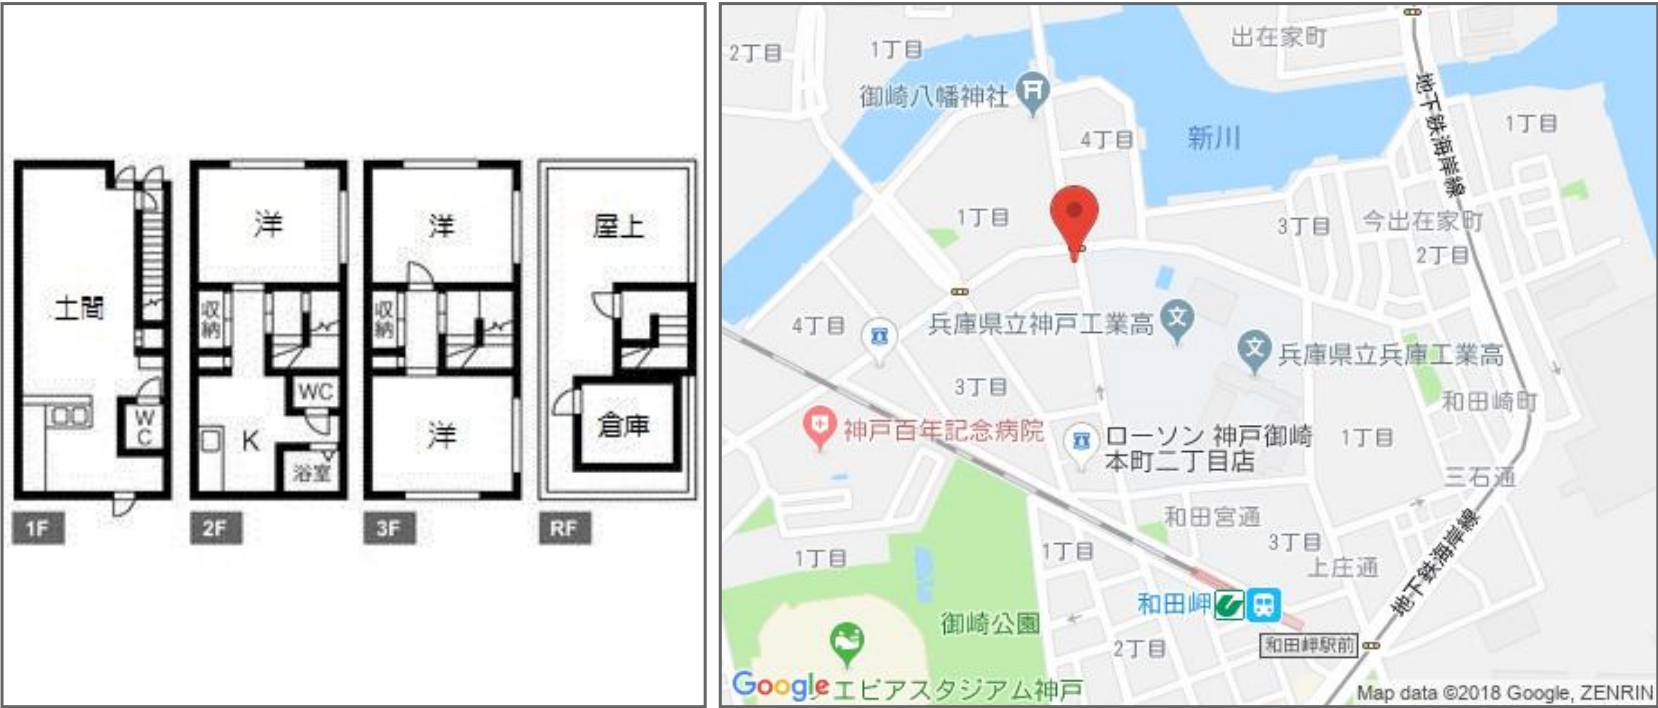 土間
W
C
1F
洋
収
納
WC
K
浴室
2F
洋
収
納
洋
3F
屋上
倉庫
RF
2丁目
1丁目
出在家町
御崎八幡神社
4丁目
新川
地下鉄海岸線
1丁目
1丁目
3丁目
今出在家町
2丁目
4丁目
兵庫県立神戸工業高
兵庫県立兵庫工業高
3丁目
和田崎町
神戸百年記念病院
ローソン 神戸御崎
本町二丁目店
1丁目
三石通
和田宮通
1丁目
1丁目
3丁目
上庄通
地下鉄海岸線
和田岬
御崎公園
2丁目
和田岬駅前
Google
エビアスタジアム神戸
Map data ©2018 Google, ZENRIN